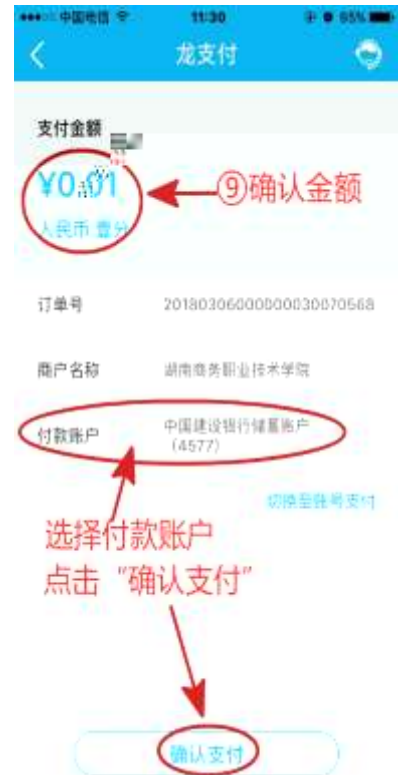 中国电信 11:30 65%
龙支付
支付金额
¥0.01
⑨确认金额
人民币 壹分
订单号 20180306000000030070568
商户名称 湖南商务职业技术学院
付款账户 中国建设银行储蓄账户
(4577)
切换至账号支付
选择付款账户
点击“确认支付”
确认支付